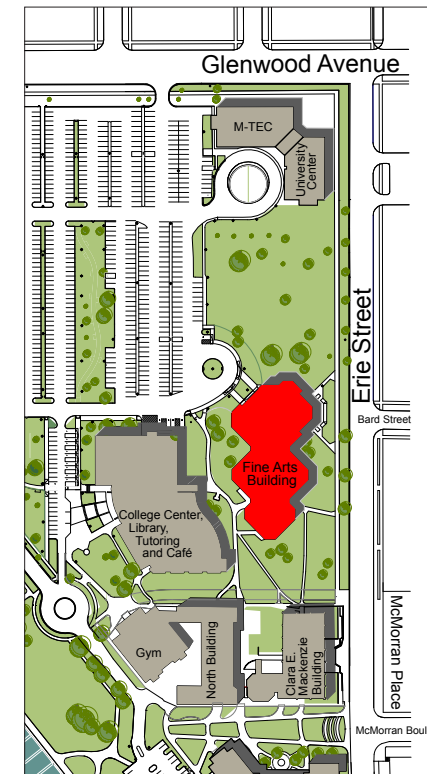 Glenwood Avenue
M-TEC
University
Center
Erie Street
Bard Street
Fine Arts
Building
College Center,
Library,
Tutoring
and Café
McMorran Place
Gym
North Building
Clara E.
Mackenzie
Building
McMorran Boul